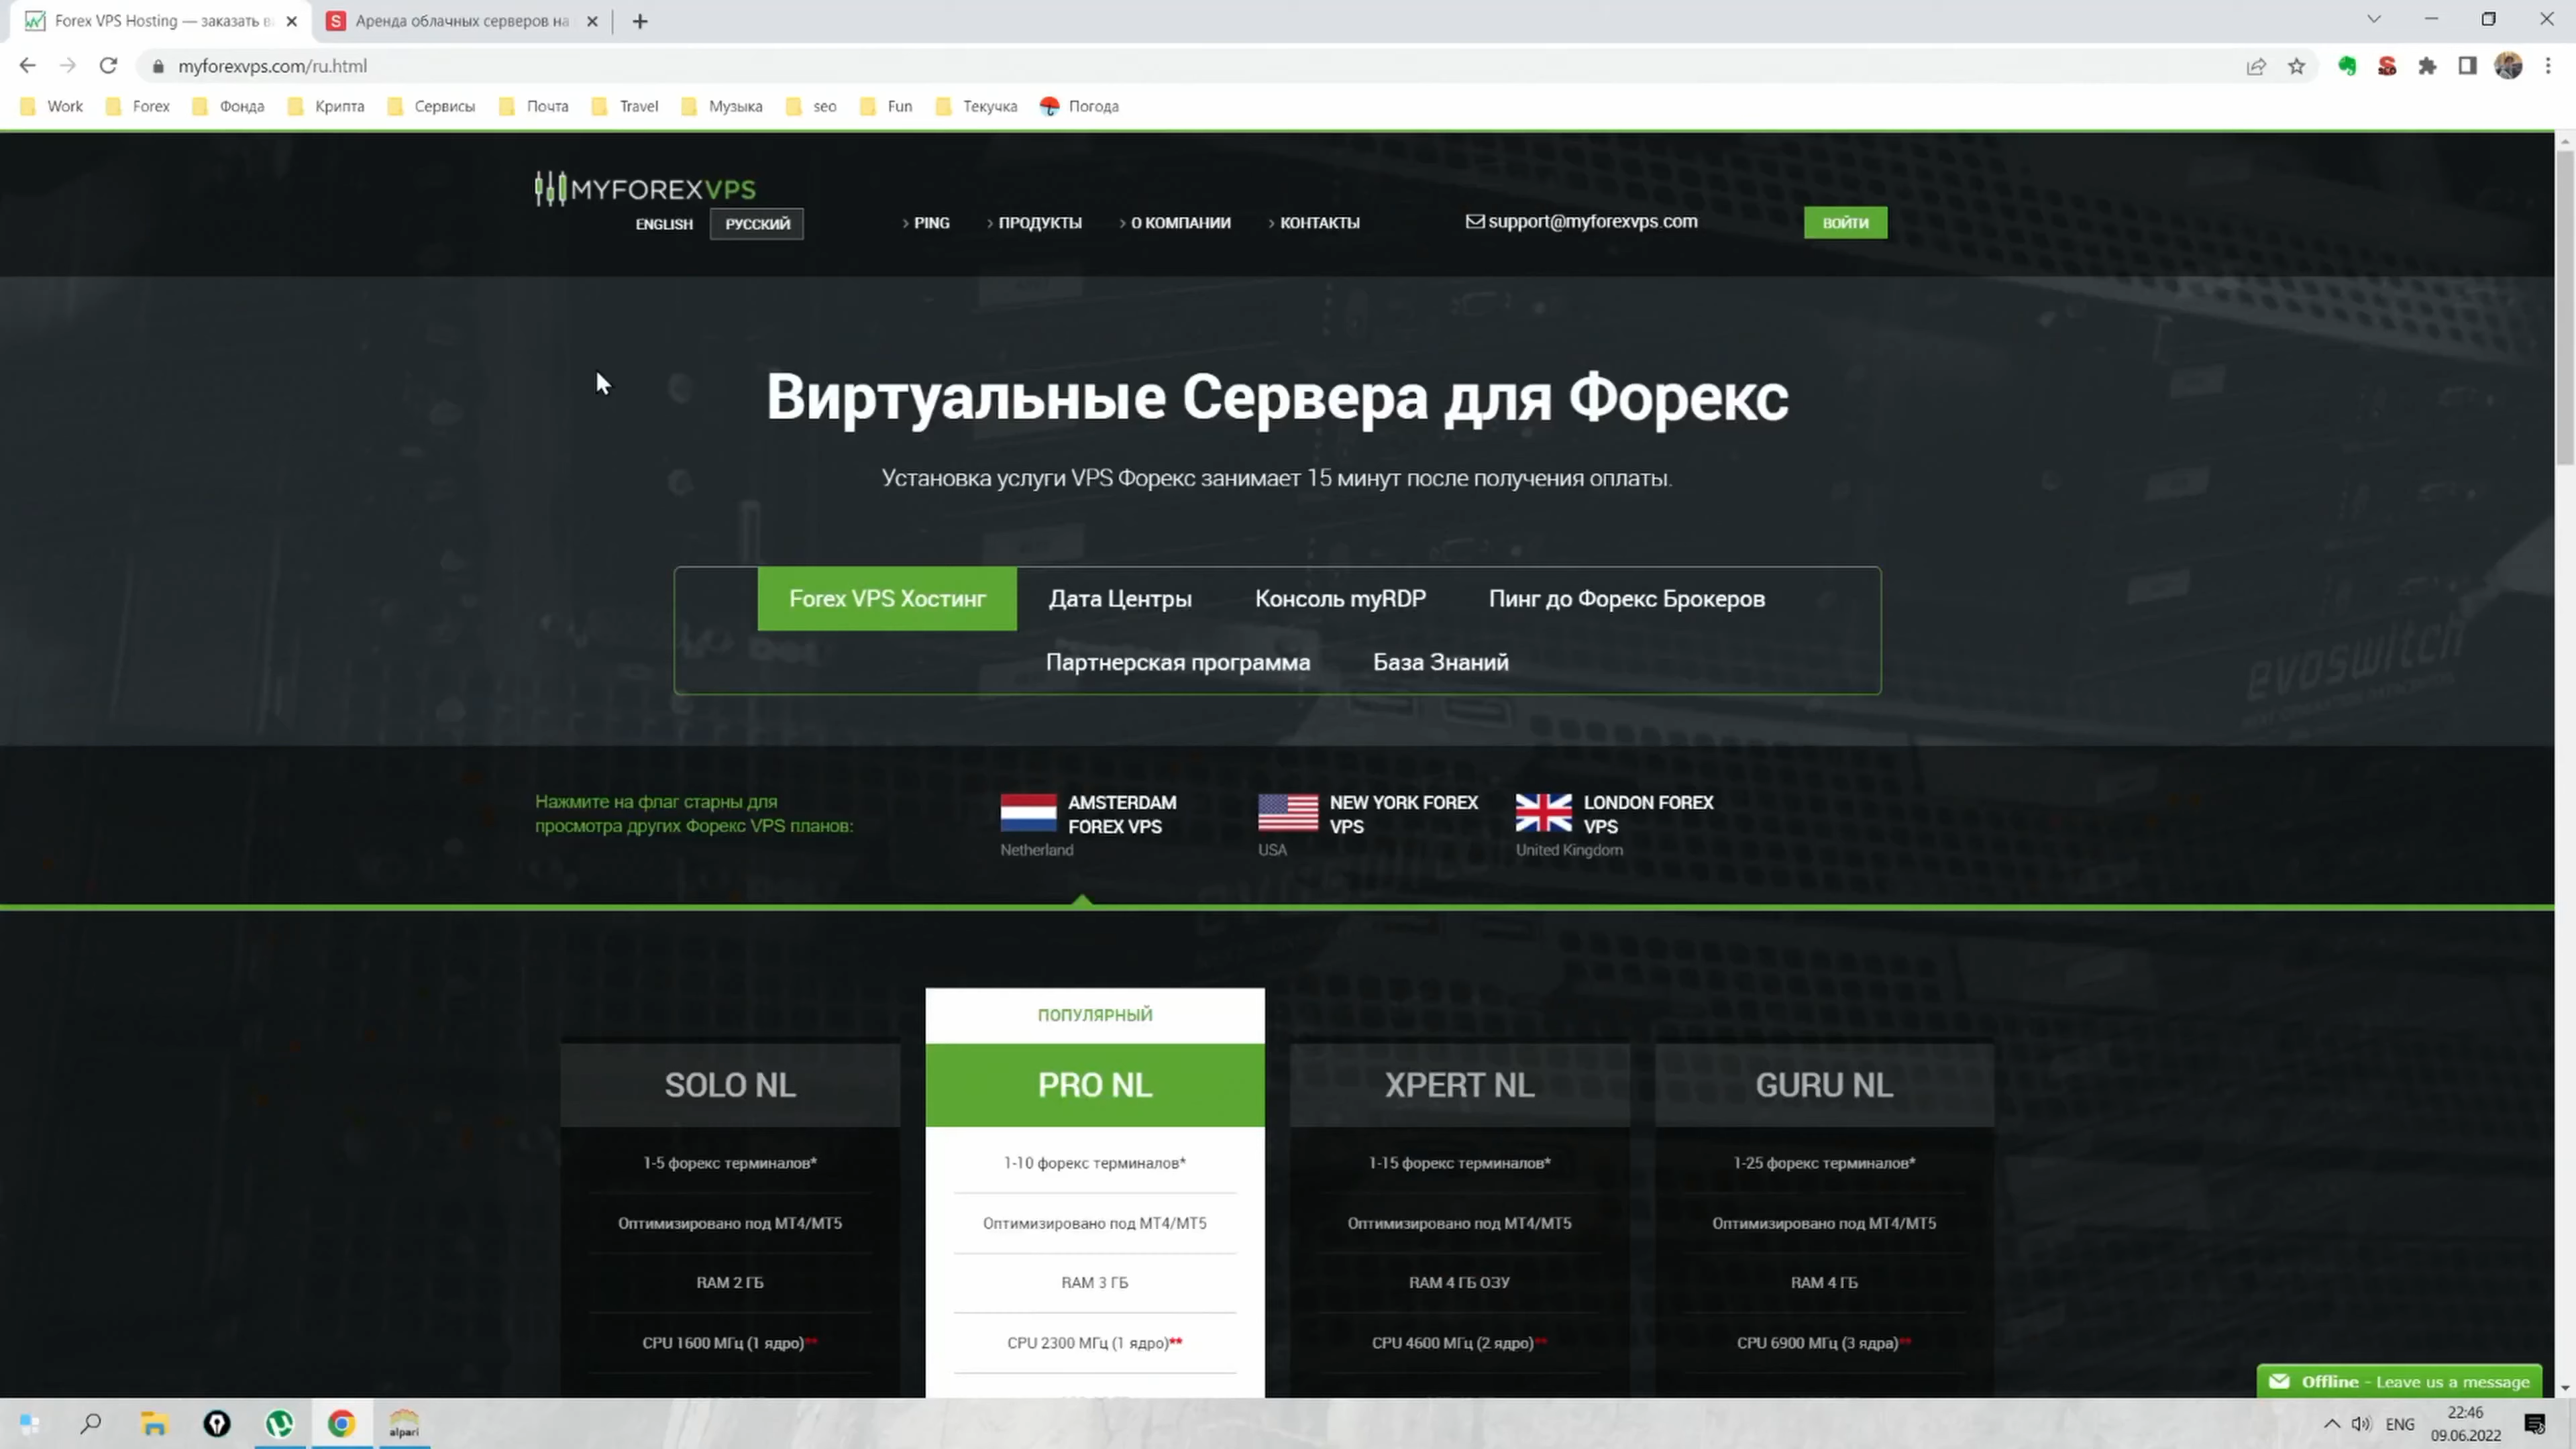 Forex VPS Hosting — заказать в
Аренда облачных серверов на
myforexvps.com/ru.html
Work Forex Фонда Крипта Сервисы Почта Travel Музыка seo Fun Текучка Погода
MYFOREXVPS
ENGLISH РУССКИЙ
PING ПРОДУКТЫ О КОМПАНИИ КОНТАКТЫ
support@myforexvps.com
ВОЙТИ
Виртуальные Сервера для Форекс
Установка услуги VPS Форекс занимает 15 минут после получения оплаты.
Forex VPS Хостинг Дата Центры Консоль myRDP Пинг до Форекс Брокеров
Партнерская программа База Знаний
evoswitch
Нажмите на флаг старны для
просмотра других Форекс VPS планов:
AMSTERDAM
FOREX VPS
Netherland
NEW YORK FOREX
VPS
USA
LONDON FOREX
VPS
United Kingdom
ПОПУЛЯРНЫЙ
SOLO NL PRO NL XPERT NL GURU NL
1-5 форекс терминалов* 1-10 форекс терминалов* 1-15 форекс терминалов* 1-25 форекс терминалов*
Оптимизировано под MT4/MT5 Оптимизировано под MT4/MT5 Оптимизировано под MT4/MT5 Оптимизировано под MT4/MT5
RAM 2 ГБ RAM 3 ГБ RAM 4 ГБ ОЗУ RAM 4 ГБ
CPU 1600 МГц (1 ядро)** CPU 2300 МГц (1 ядро)** CPU 4600 МГц (2 ядро)** CPU 6900 МГц (3 ядра)**
Offline - Leave us a message
alpari
ENG
22:46
09.06.2022